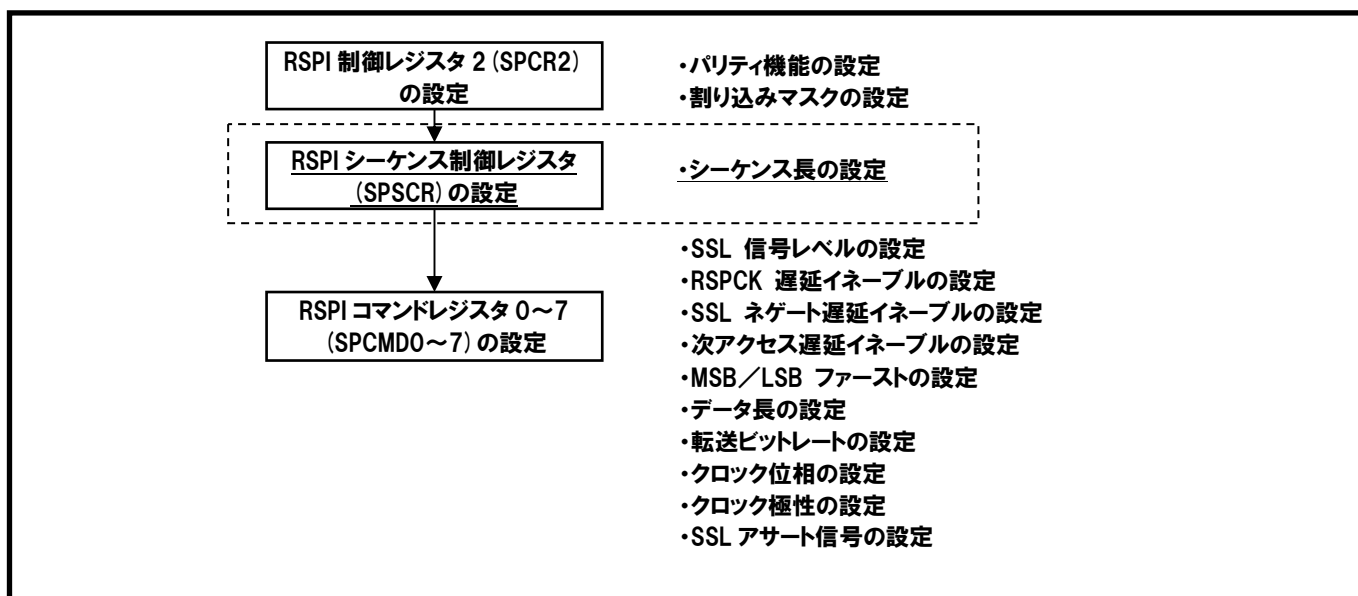 RSPI 制御レジスタ 2 (SPCR2)
の設定
・パリティ機能の設定
・割り込みマスクの設定
RSPI シーケンス制御レジスタ
(SPSCR) の設定
・シーケンス長の設定
RSPI コマンドレジスタ 0～7
(SPCMD0～7) の設定
・SSL 信号レベルの設定
・RSPCK 遅延イネーブルの設定
・SSL ネゲート遅延イネーブルの設定
・次アクセス遅延イネーブルの設定
・MSB／LSB ファーストの設定
・データ長の設定
・転送ビットレートの設定
・クロック位相の設定
・クロック極性の設定
・SSL アサート信号の設定